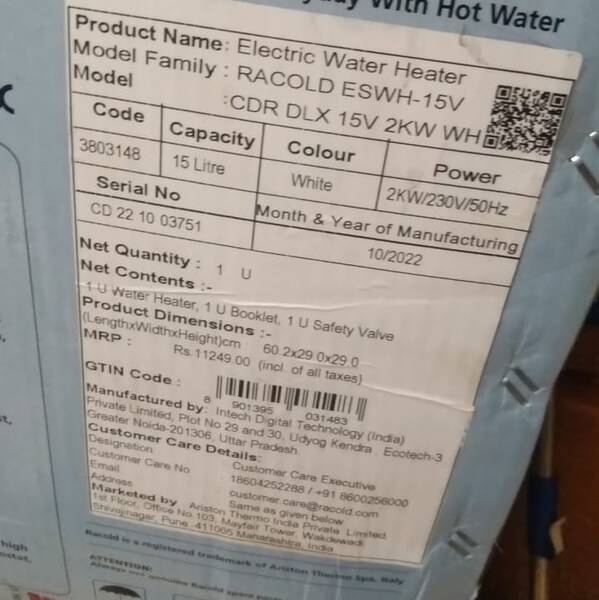 With Hot Water
Product Name: Electric Water Heater
Model Family : RACOLD ESWH-15V
Model :CDR DLX 15V 2KW WH
Code Capacity Colour Power
3803148 15 Litre White 2KW/230V/50Hz
Serial No Month & Year of Manufacturing
CD 22 10 03751 10/2022
Net Quantity : 1 U
Net Contents :-
1 U Water Heater, 1 U Booklet, 1 U Safety Valve
Product Dimensions :-
(LengthxWidthxHeight)cm 60.2x29.0x29.0
MRP : Rs.11249.00 (incl. of all taxes)
GTIN Code :
8 901395 031483
Manufactured by: Intech Digital Technology (India)
Private Limited, Plot No 29 and 30, Udyog Kendra Ecotech-3
Greater Noida-201306, Uttar Pradesh
Customer Care Details:
Designation Customer Care Executive
Customer Care No 18604252288 / +91 8600256000
Email customer.care@racold.com
Address Same as given below
Marketed by Ariston Thermo India Private Limited
1st Floor, Office No.103, Mayfair Tower, Wakdewadi
Shivajinagar, Pune 411005 Maharashtra, India
Racold is a registered trademark of Ariston Thermo Spa. Italy
ATTENTION:
Always use genuine Racold spare parts
high